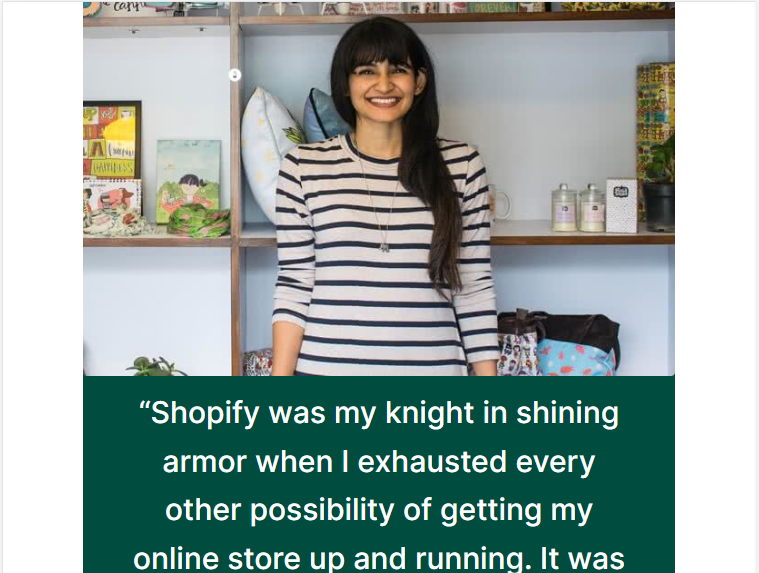 FOREVER
“Shopify was my knight in shining
armor when I exhausted every
other possibility of getting my
online store up and running. It was